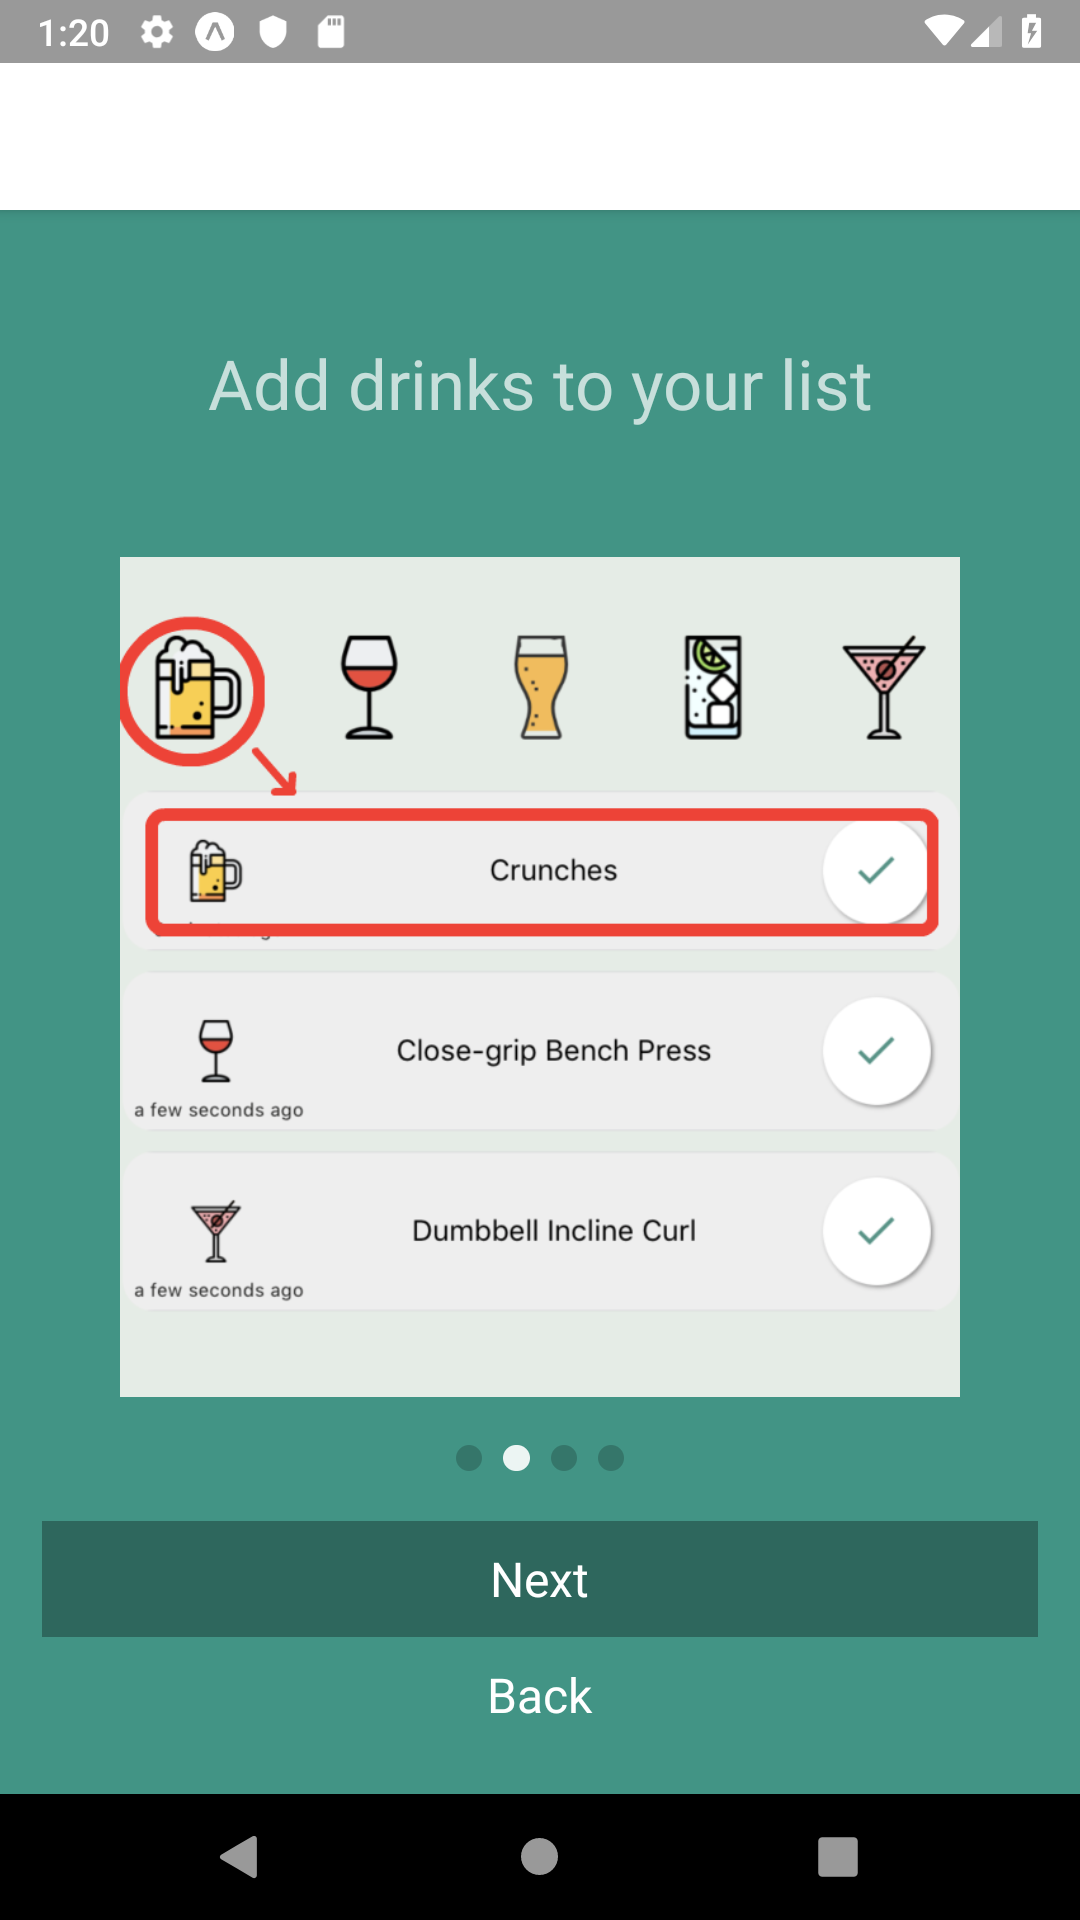 1:20
Add drinks to your list
Crunches
Close-grip Bench Press
a few seconds ago
Dumbbell Incline Curl
a few seconds ago
Next
Back